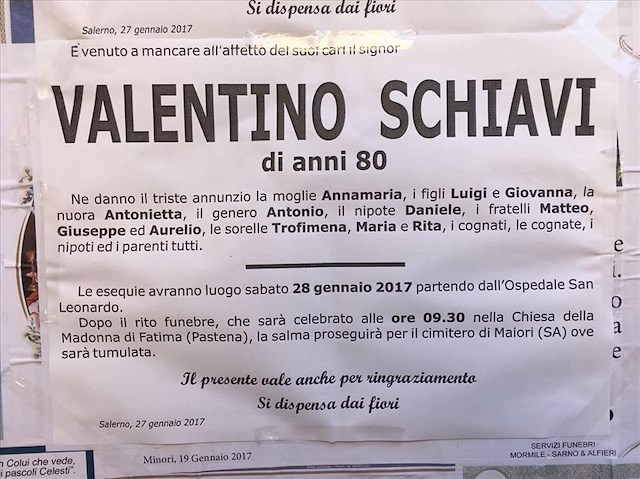 Si dispensa dai fiori
Salerno, 27 gennaio 2017
È venuto a mancare all'affetto dei suoi cari il signor
VALENTINO SCHIAVI
di anni 80
Ne danno il triste annunzio la moglie Annamaria, i figli Luigi e Giovanna, la
nuora Antonietta, il genero Antonio, il nipote Daniele, i fratelli Matteo,
Giuseppe ed Aurelio, le sorelle Trofimena, Maria e Rita, i cognati, le cognate, i
nipoti ed i parenti tutti.
Le esequie avranno luogo sabato 28 gennaio 2017 partendo dall'Ospedale San
Leonardo.
Dopo il rito funebre, che sarà celebrato alle ore 09.30 nella Chiesa della
Madonna di Fatima (Pastena), la salma proseguirà per il cimitero di Maiori (SA) ove
sarà tumulata.
Il presente vale anche per ringraziamento
Si dispensa dai fiori
Salerno, 27 gennaio 2017
n Colui che vede,
i pascoli Celesti".
Minori, 19 Gennaio 2017
SERVIZI FUNEBRI
MORMILE - SARNO & ALFIERI